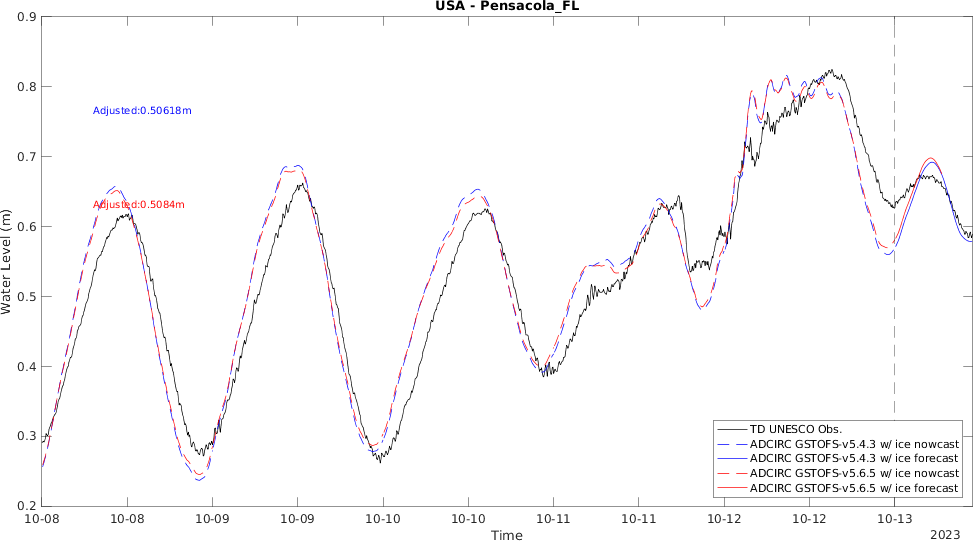 USA - Pensacola_FL
0.9
0.8
0.7
0.6
0.5
0.4
0.3
0.2
Water Level (m)
Adjusted:0.50618m
Adjusted:0.5084m
TD UNESCO Obs.
ADCIRC GSTOFS-v5.4.3 w/ ice nowcast
ADCIRC GSTOFS-v5.4.3 w/ ice forecast
ADCIRC GSTOFS-v5.6.5 w/ ice nowcast
ADCIRC GSTOFS-v5.6.5 w/ ice forecast
10-08 10-08 10-09 10-09 10-10 10-10 10-11 10-11 10-12 10-12 10-13
Time
2023